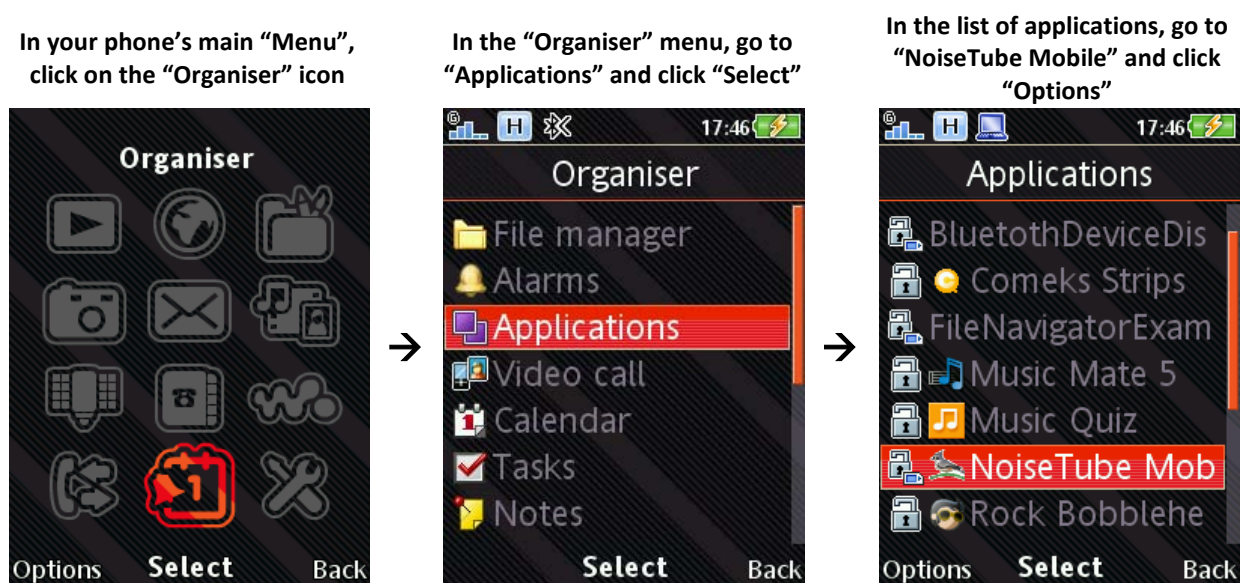 In your phone’s main “Menu”,
click on the “Organiser” icon
Organiser
1
Options Select Back
→
In the “Organiser” menu, go to
“Applications” and click “Select”
G H 17:46
Organiser
File manager
Alarms
Applications
Video call
1 Calendar
Tasks
Notes
Select Back
→
In the list of applications, go to
“NoiseTube Mobile” and click
“Options”
G H 17:46
Applications
BluetothDeviceDis
Comeks Strips
FileNavigatorExam
Music Mate 5
Music Quiz
NoiseTube Mob
Rock Bobblehe
Options Select Back